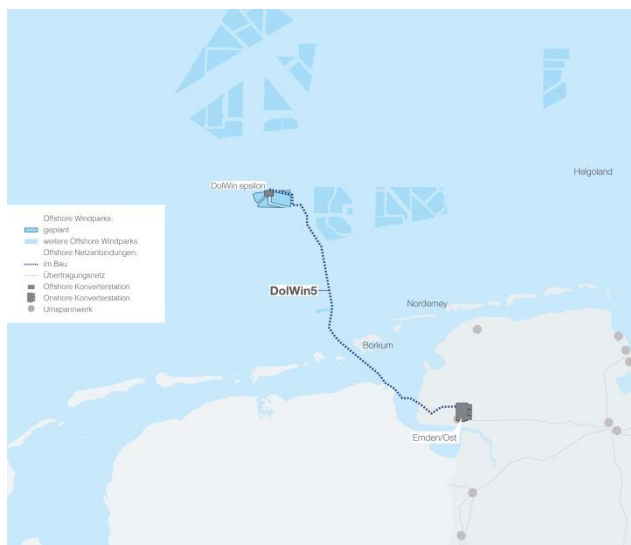 DolWin epsilon
Helgoland
Offshore Windparks:
geplant
weitere Offshore Windparks
Offshore Netzanbindungen:
im Bau
Übertragungsnetz
Offshore Konverterstation
Onshore Konverterstation
Umspannwerk
DolWin5
Norderney
Borkum
Emden/Ost